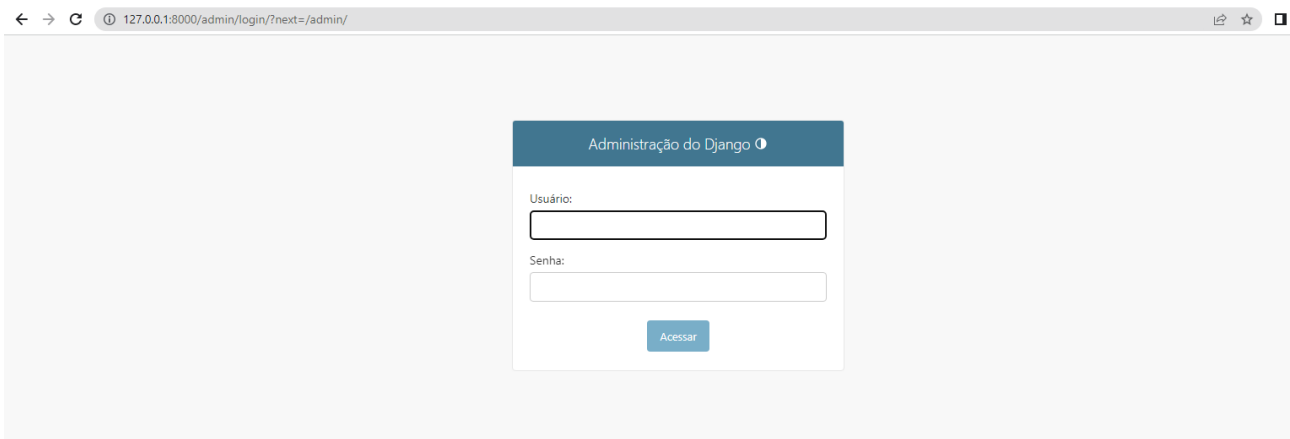 127.0.0.1:8000/admin/login/?next=/admin/
Administração do Django
Usuário:
Senha:
Acessar